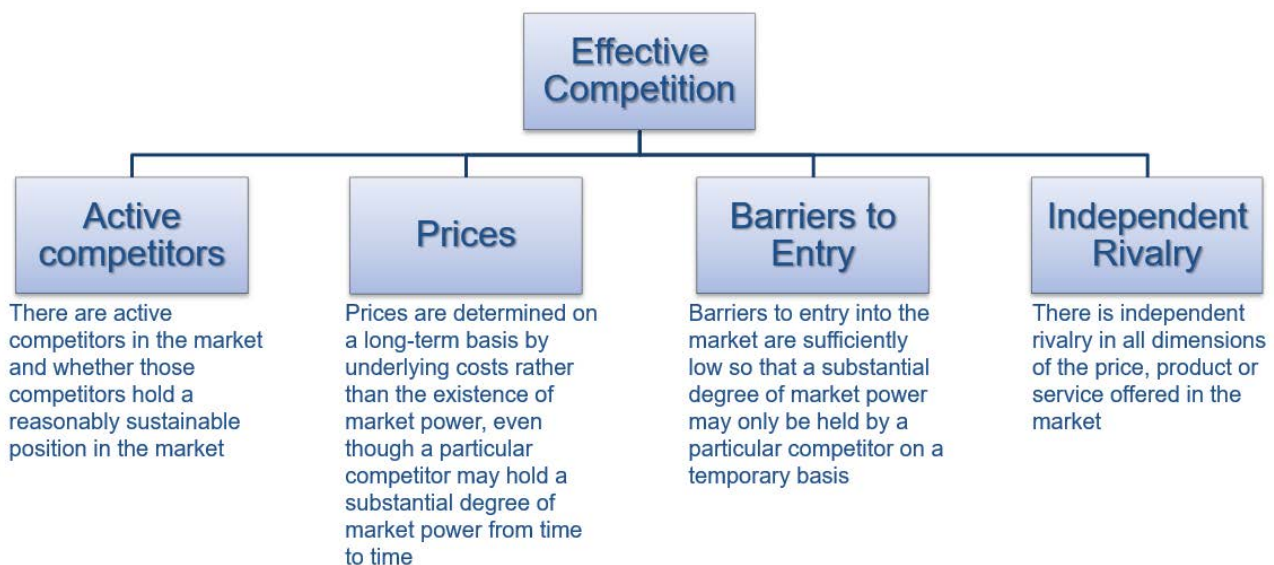 Effective
Competition
Active
competitors
There are active
competitors in the market
and whether those
competitors hold a
reasonably sustainable
position in the market
Prices
Prices are determined on
a long-term basis by
underlying costs rather
than the existence of
market power, even
though a particular
competitor may hold a
substantial degree of
market power from time
to time
Barriers to
Entry
Barriers to entry into the
market are sufficiently
low so that a substantial
degree of market power
may only be held by a
particular competitor on a
temporary basis
Independent
Rivalry
There is independent
rivalry in all dimensions
of the price, product or
service offered in the
market